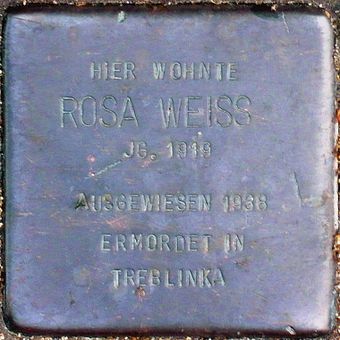 HIER WOHNTE
ROSA WEISS
JG. 1919
AUSGEWIESEN 1938
ERMORDET IN
TREBLINKA